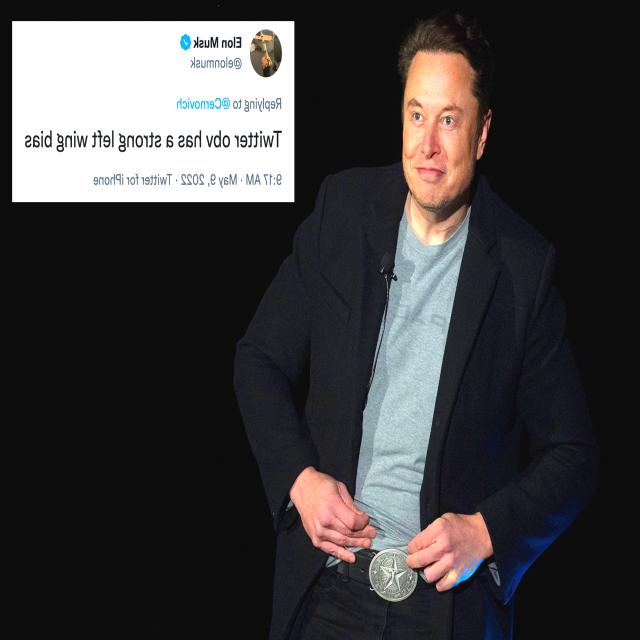 Elon Musk
@elonmusk
Replying to @Cernovich
Twitter obv has a strong left wing bias
9:17 AM · May 9, 2022 · Twitter for iPhone